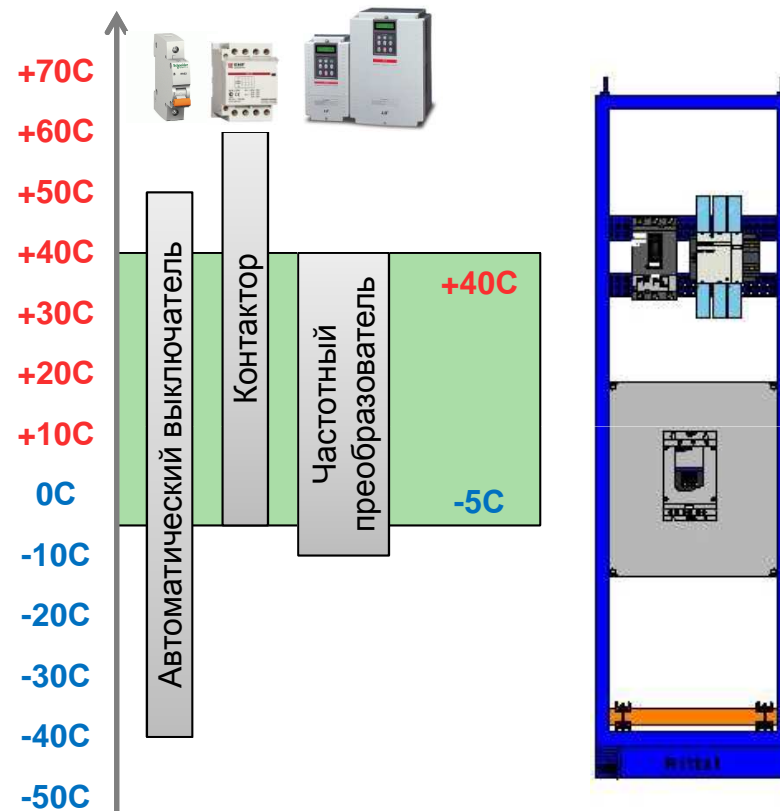 +70C
+60C
+50C
+40C
+30C
+20C
+10C
0C
-10C
-20C
-30C
-40C
-50C
Автоматический выключатель
Контактор
Частотный
преобразователь
+40C
-5C